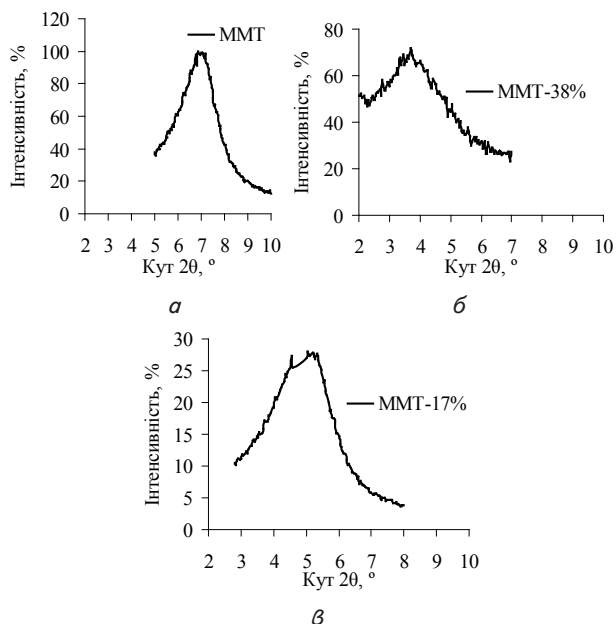 Інтенсивність, %
120
100
80
60
40
20
0
MMT
2 3 4 5 6 7 8 9 10
Кут 2θ, º
а
Інтенсивність, %
80
60
40
20
0
MMT-38%
2 3 4 5 6 7 8 9 10
Кут 2θ, º
б
Інтенсивність, %
30
25
20
15
10
5
0
MMT-17%
2 3 4 5 6 7 8 9 10
Кут 2θ, º
в